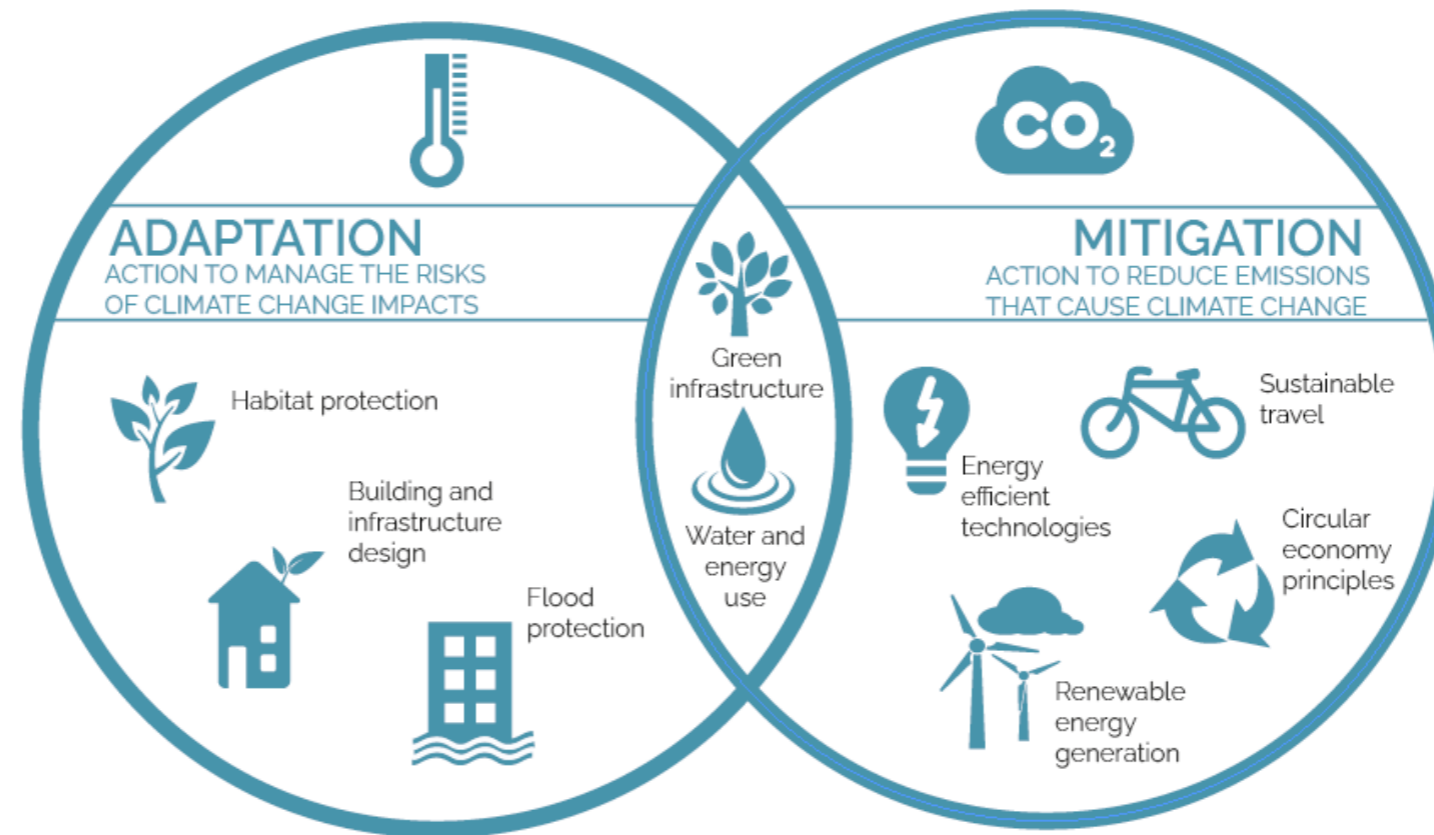 ADAPTATION
ACTION TO MANAGE THE RISKS
OF CLIMATE CHANGE IMPACTS
Habitat protection
Building and
infrastructure
design
Flood
protection
Green
infrastructure
Water and
energy
use
CO₂
MITIGATION
ACTION TO REDUCE EMISSIONS
THAT CAUSE CLIMATE CHANGE
Sustainable
travel
Energy
efficient
technologies
Circular
economy
principles
Renewable
energy
generation